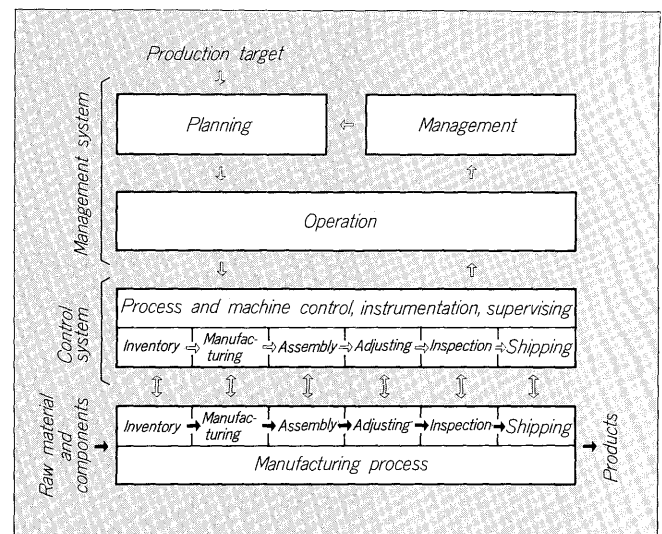 Production target
Management system
Planning
Management
Operation
Control system
Process and machine control, instrumentation, supervising
Inventory
Manufac-
turing
Assembly
Adjusting
Inspection
Shipping
Raw material
and
components
Inventory
Manufac-
turing
Assembly
Adjusting
Inspection
Shipping
Manufacturing process
Products